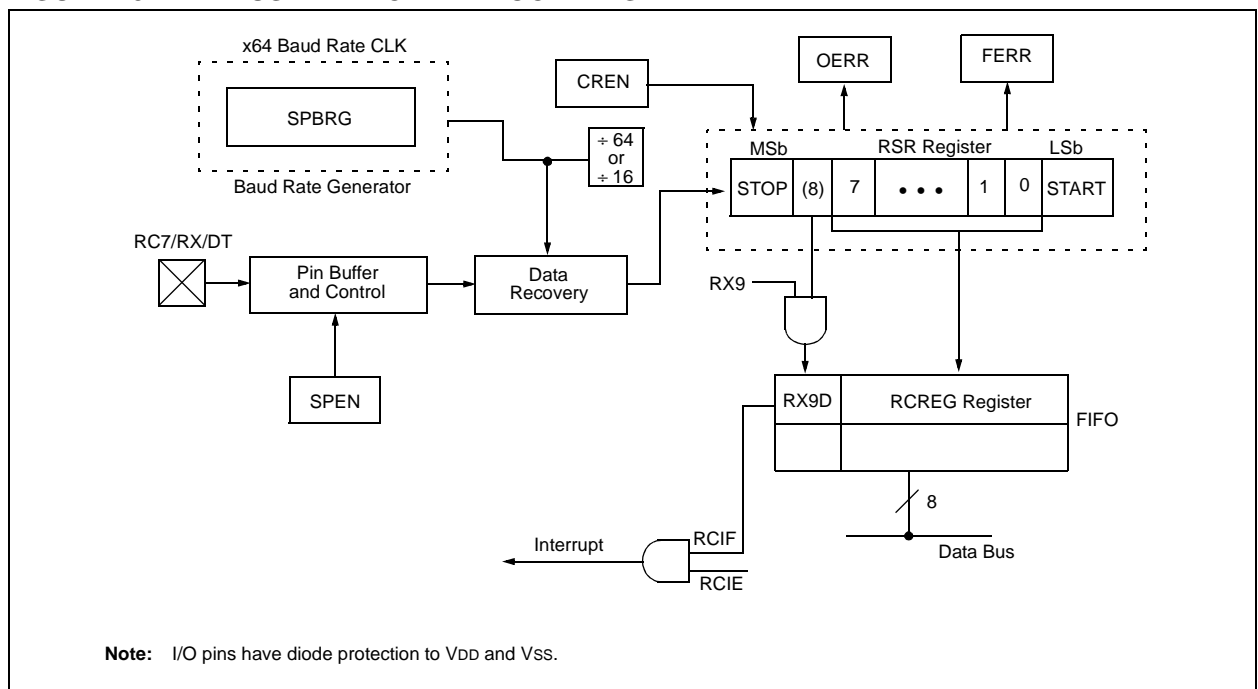 x64 Baud Rate CLK
SPBRG
Baud Rate Generator
CREN
OERR
FERR
÷ 64
or
÷ 16
MSb
RSR Register
LSb
STOP
(8)
7
• • •
1
0
START
RC7/RX/DT
Pin Buffer
and Control
Data
Recovery
SPEN
RX9
RX9D
RCREG Register
FIFO
8
Data Bus
Interrupt
RCIF
RCIE
Note: I/O pins have diode protection to VDD and VSS.